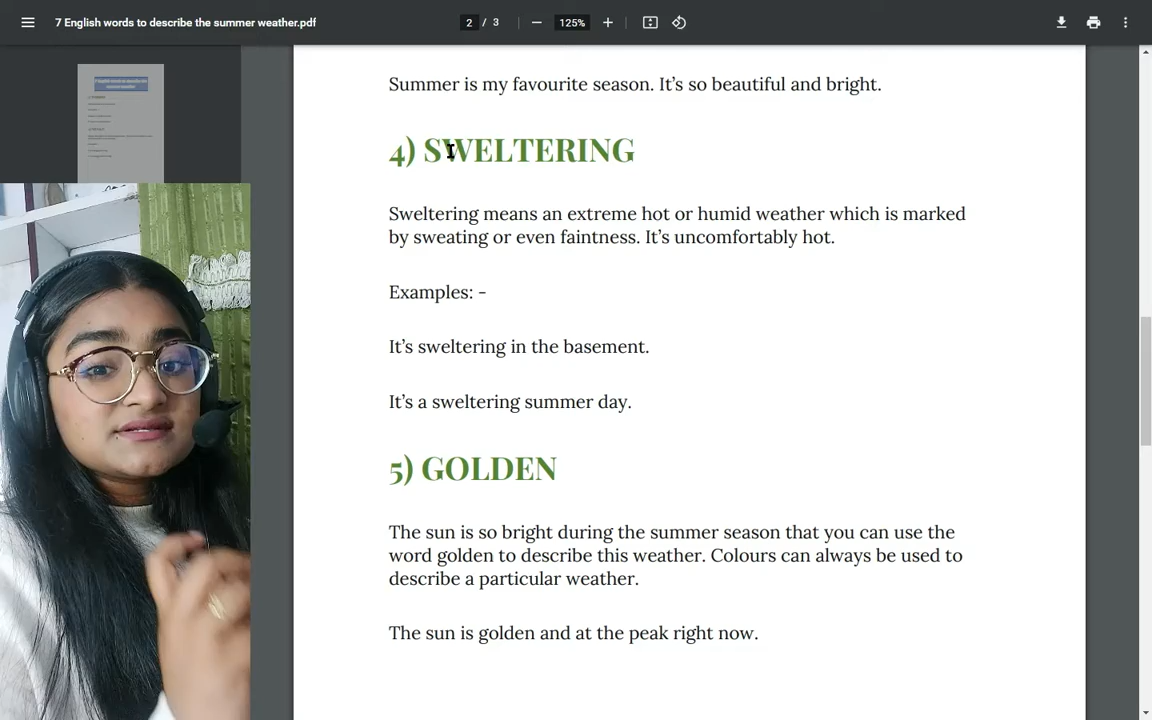 7 English words to describe the summer weather.pdf
2 / 3
125%
Summer is my favourite season. It’s so beautiful and bright.
4) SWELTERING
Sweltering means an extreme hot or humid weather which is marked
by sweating or even faintness. It’s uncomfortably hot.
Examples: -
It’s sweltering in the basement.
It’s a sweltering summer day.
5) GOLDEN
The sun is so bright during the summer season that you can use the
word golden to describe this weather. Colours can always be used to
describe a particular weather.
The sun is golden and at the peak right now.